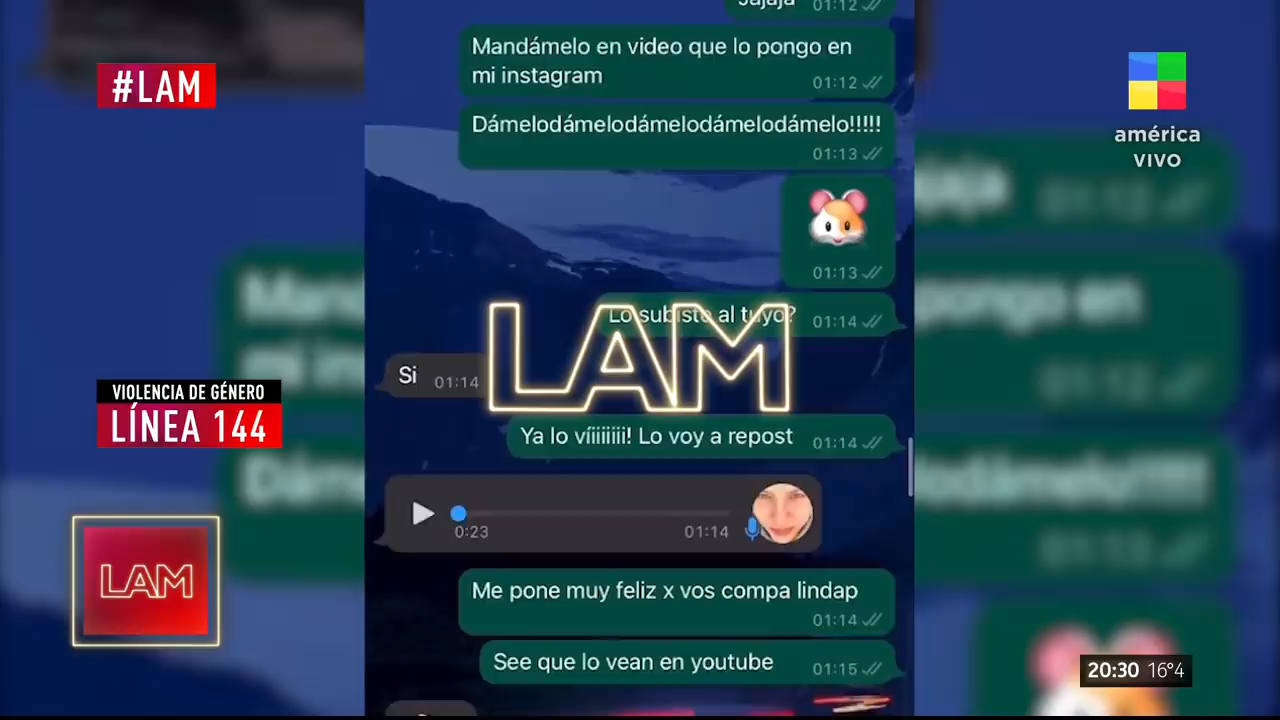 Jajaja 01:12
#LAM
Mandámelo en video que lo pongo en
mi instagram
01:12
Dámelodámelodámelodámelodámelo!!!!!
01:13
américa
VIVO
01:13
Lo subiste al tuyo? 01:14
LAM
Si 01:14
VIOLENCIA DE GÉNERO
LÍNEA 144
Ya lo víiiiiiii! Lo voy a repost 01:14
0:23 01:14
LAM
Me pone muy feliz x vos compa lindap
01:14
See que lo vean en youtube 01:15
20:30 16°4